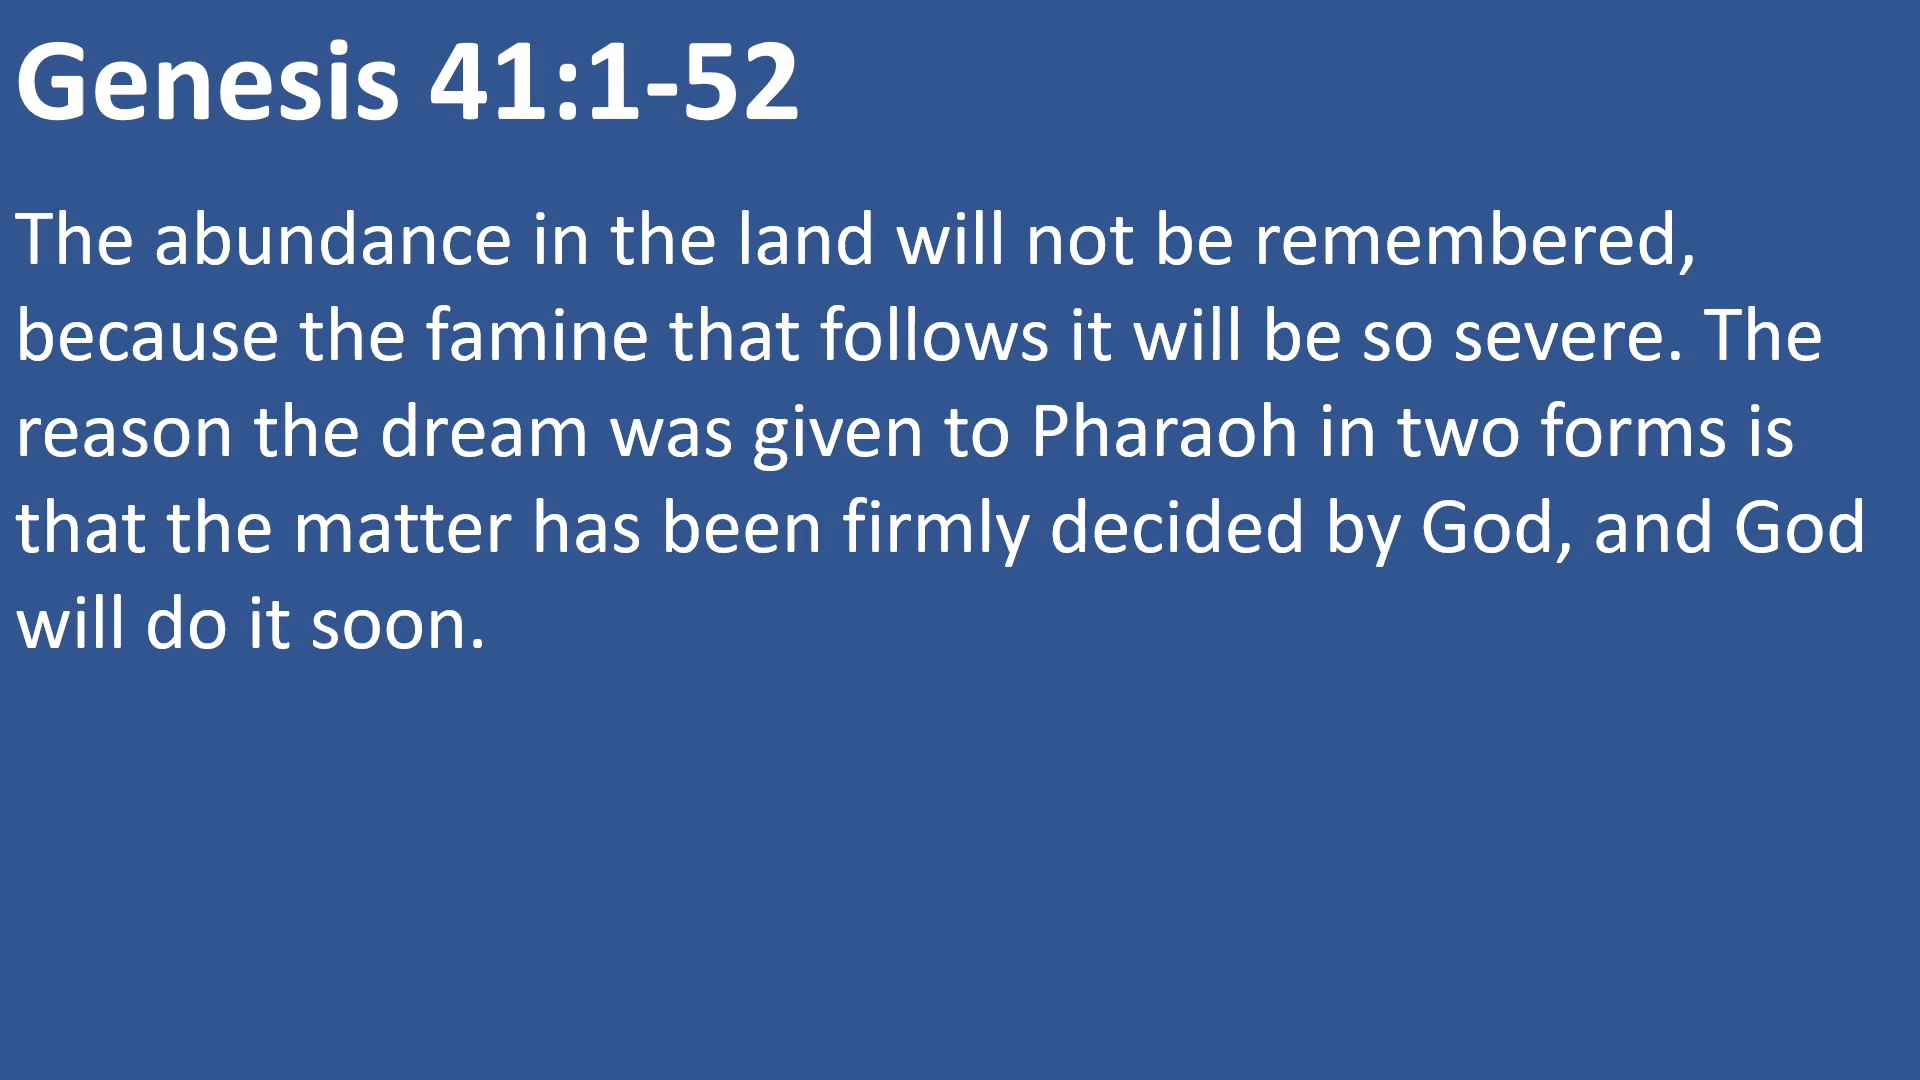 Genesis 41:1-52
The abundance in the land will not be remembered,
because the famine that follows it will be so severe. The
reason the dream was given to Pharaoh in two forms is
that the matter has been firmly decided by God, and God
will do it soon.